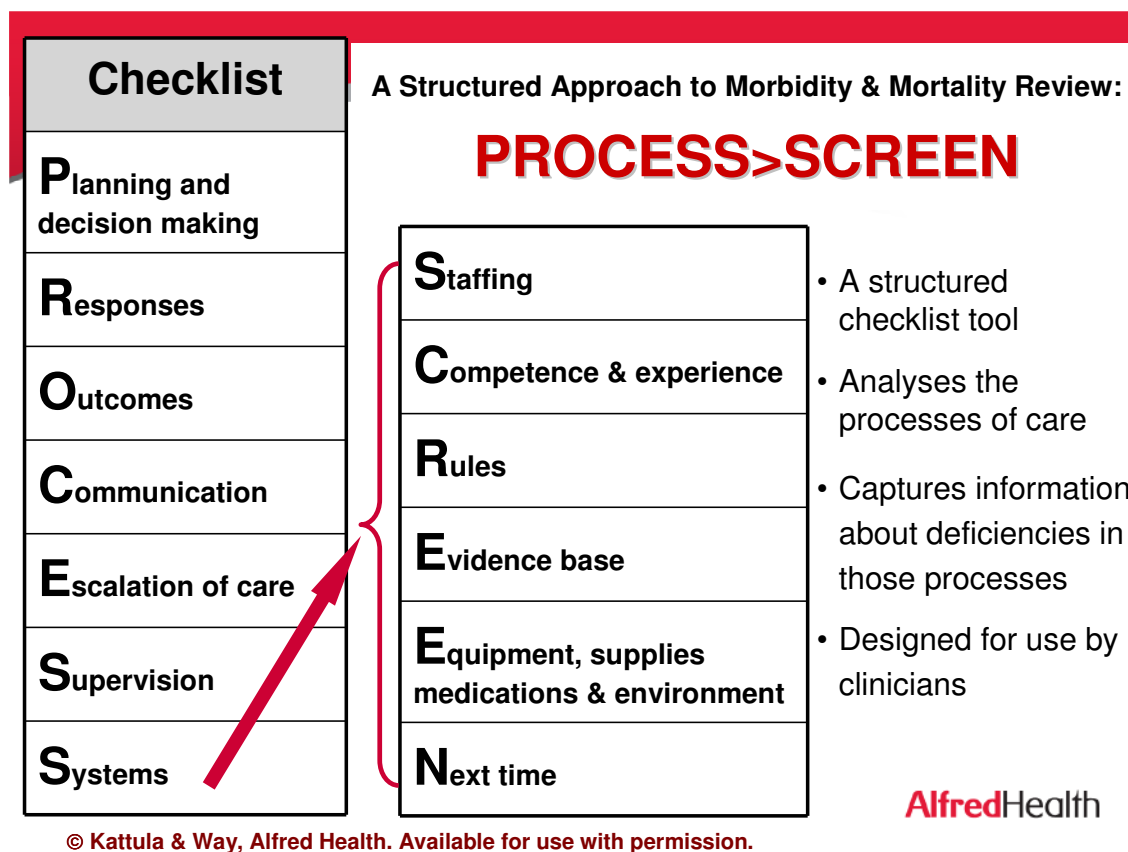 Checklist
Planning and
decision making
Responses
Outcomes
Communication
Escalation of care
Supervision
Systems
A Structured Approach to Morbidity & Mortality Review:
PROCESS>SCREEN
Staffing
Competence & experience
Rules
Evidence base
Equipment, supplies
medications & environment
Next time
• A structured
checklist tool
• Analyses the
processes of care
• Captures information
about deficiencies in
those processes
• Designed for use by
clinicians
AlfredHealth
© Kattula & Way, Alfred Health. Available for use with permission.